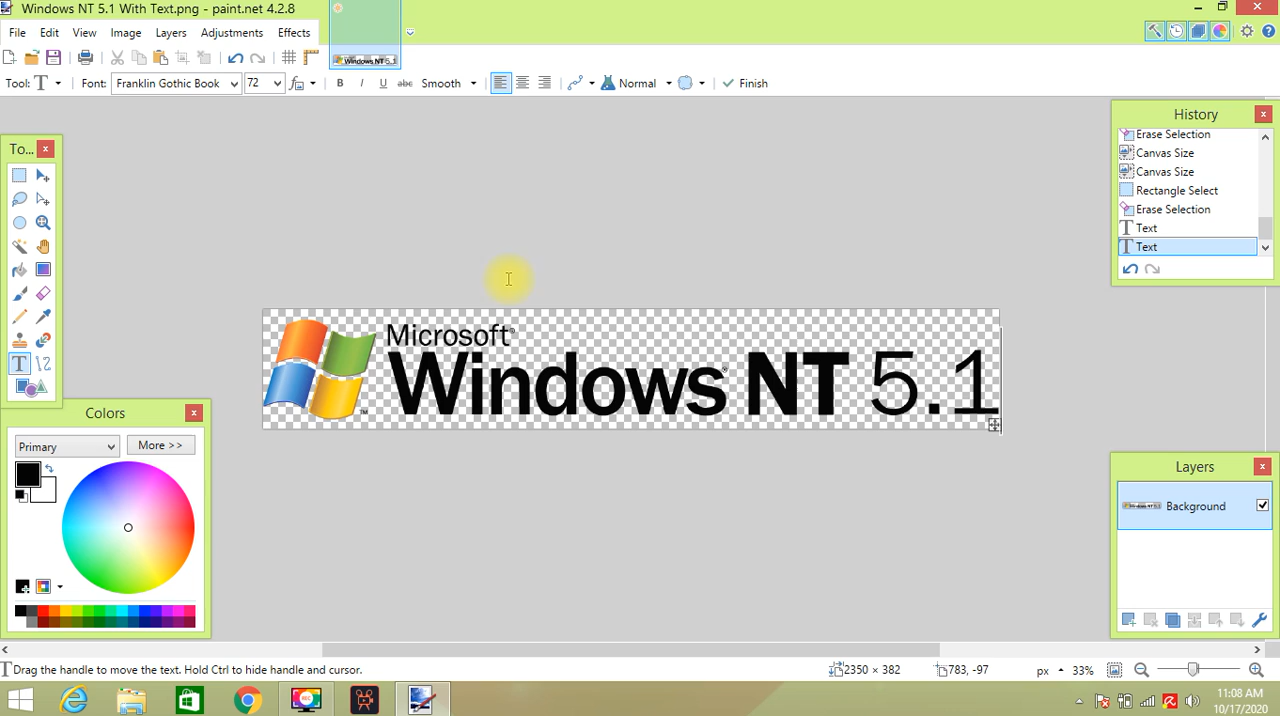 Windows NT 5.1 With Text.png - paint.net 4.2.8
File Edit View Image Layers Adjustments Effects
Tool: T Font: Franklin Gothic Book 72 B I U abc Smooth Normal Finish
To...
History
Erase Selection
Canvas Size
Canvas Size
Rectangle Select
Erase Selection
Text
Text
Microsoft®
Windows® NT 5.1
™
Colors
Primary
More >>
Layers
Background
Drag the handle to move the text. Hold Ctrl to hide handle and cursor.
2350 × 382
783, -97
px
33%
REC
11:08 AM
10/17/2020